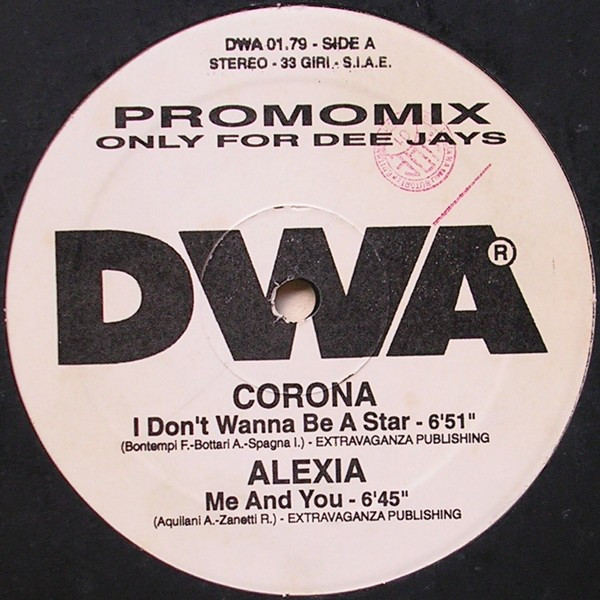 DWA 01.79 - SIDE A
STEREO - 33 GIRI - S.I.A.E.
PROMOMIX
ONLY FOR DEE JAYS
DWA®
CORONA
I Don't Wanna Be A Star - 6'51"
(Bontempi F.-Bottari A.-Spagna I.) - EXTRAVAGANZA PUBLISHING
ALEXIA
Me And You - 6'45"
(Aquilani A.-Zanetti R.) - EXTRAVAGANZA PUBLISHING